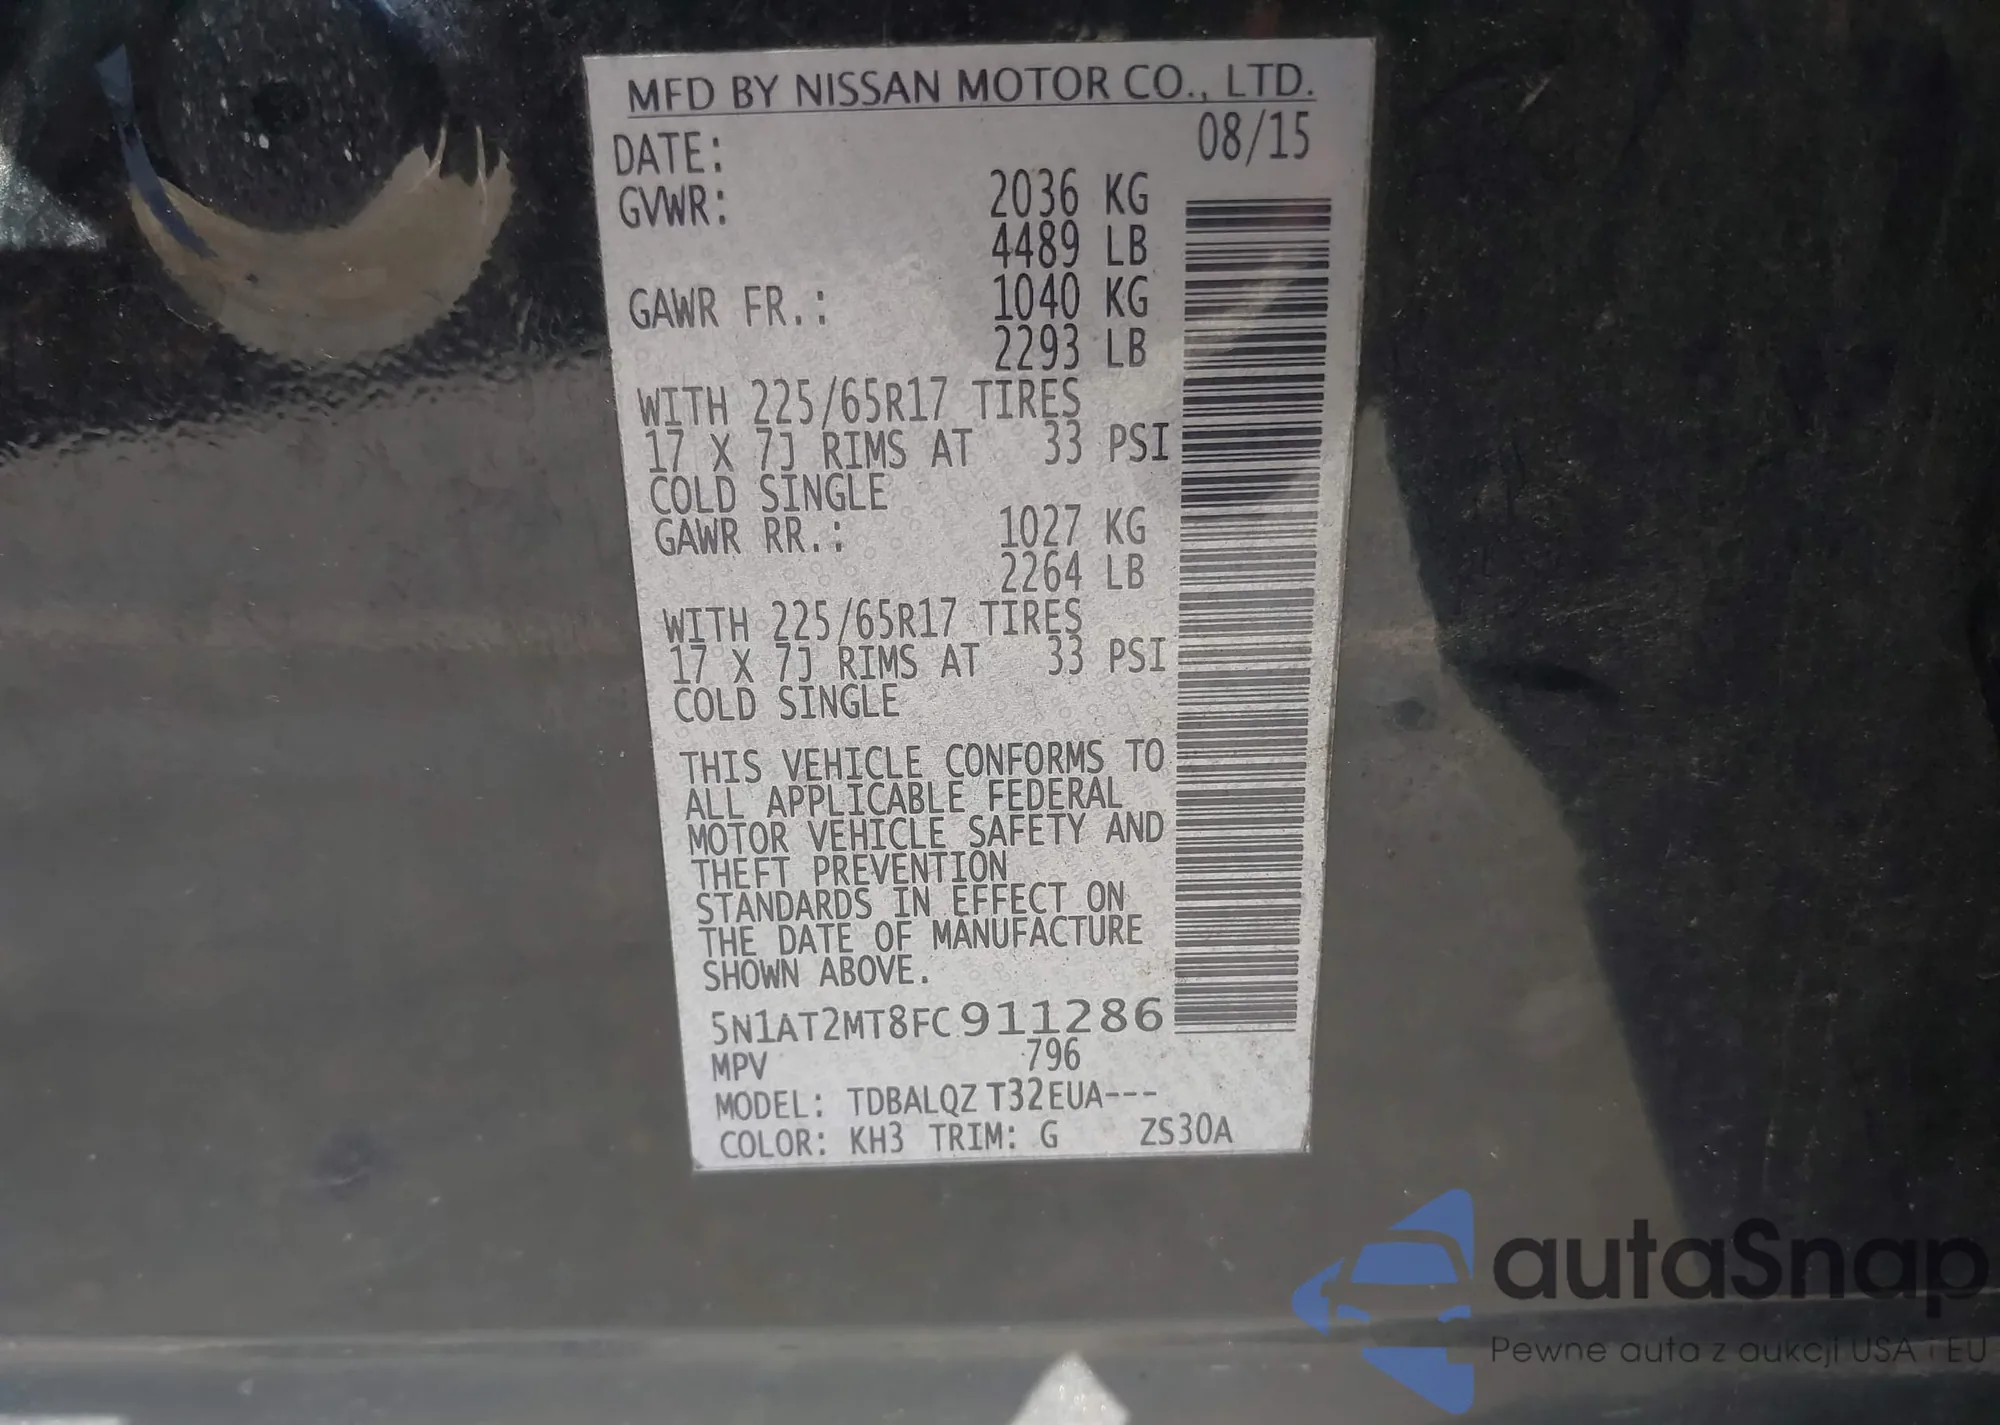 MFD BY NISSAN MOTOR CO., LTD.
DATE: 08/15
GVWR: 2036 KG
4489 LB
GAWR FR.: 1040 KG
2293 LB
WITH 225/65R17 TIRES
17 X 7J RIMS AT 33 PSI
COLD SINGLE
GAWR RR.: 1027 KG
2264 LB
WITH 225/65R17 TIRES
17 X 7J RIMS AT 33 PSI
COLD SINGLE
THIS VEHICLE CONFORMS TO
ALL APPLICABLE FEDERAL
MOTOR VEHICLE SAFETY AND
THEFT PREVENTION
STANDARDS IN EFFECT ON
THE DATE OF MANUFACTURE
SHOWN ABOVE.
5N1AT2MT8FC911286
MPV 796
MODEL: TDBALQZ T32EUA---
COLOR: KH3 TRIM: G ZS30A
autaSnap
Pewne auta z aukcji USA i EU